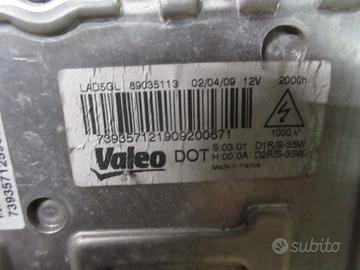 LAD5GL 89035113 02/04/09 12V 2000h
1000 V
739357121909200671
Valeo DOT S:03.01 D1R/S-35W
H:00.0A D2R/S-35W
Made in France
subito